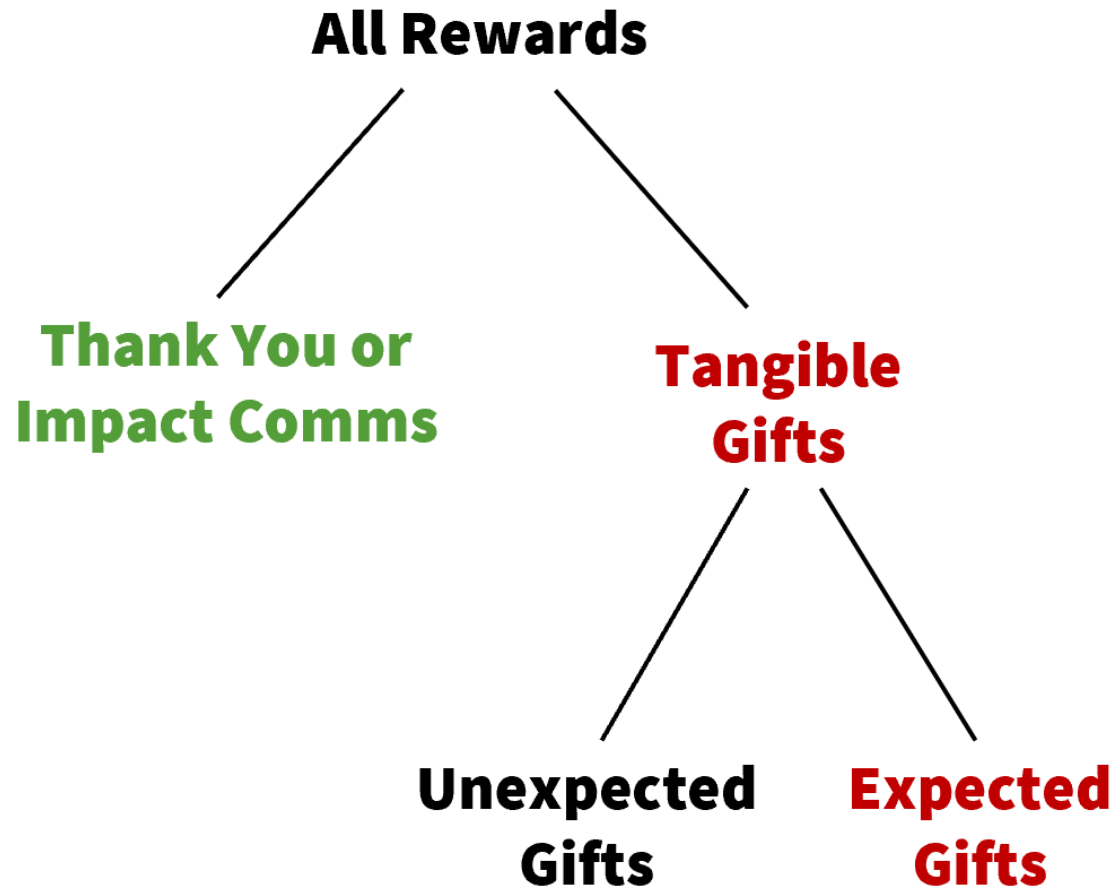 All Rewards
Thank You or
Impact Comms
Tangible
Gifts
Unexpected
Gifts
Expected
Gifts